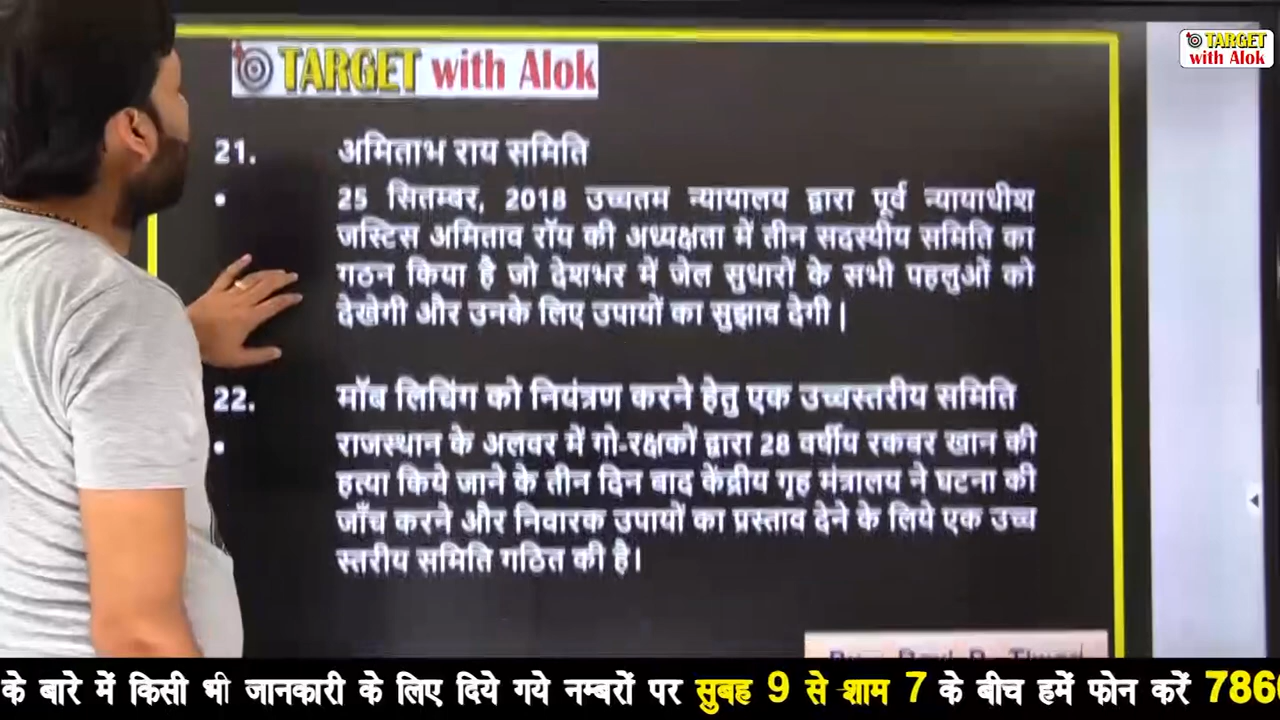 TARGET with Alok
TARGET
with Alok
21. अमिताभ राय समिति
• 25 सितम्बर, 2018 उच्चतम न्यायालय द्वारा पूर्व न्यायाधीश
जस्टिस अमिताव रॉय की अध्यक्षता में तीन सदस्यीय समिति का
गठन किया है जो देशभर में जेल सुधारों के सभी पहलुओं को
देखेगी और उनके लिए उपायों का सुझाव देगी |
22. मॉब लिचिंग को नियंत्रण करने हेतु एक उच्चस्तरीय समिति
• राजस्थान के अलवर में गो-रक्षकों द्वारा 28 वर्षीय रकबर खान की
हत्या किये जाने के तीन दिन बाद केंद्रीय गृह मंत्रालय ने घटना की
जाँच करने और निवारक उपायों का प्रस्ताव देने के लिये एक उच्च
स्तरीय समिति गठित की है।
के बारे में किसी भी जानकारी के लिए दिये गये नम्बरों पर सुबह 9 से शाम 7 के बीच हमें फोन करें 786